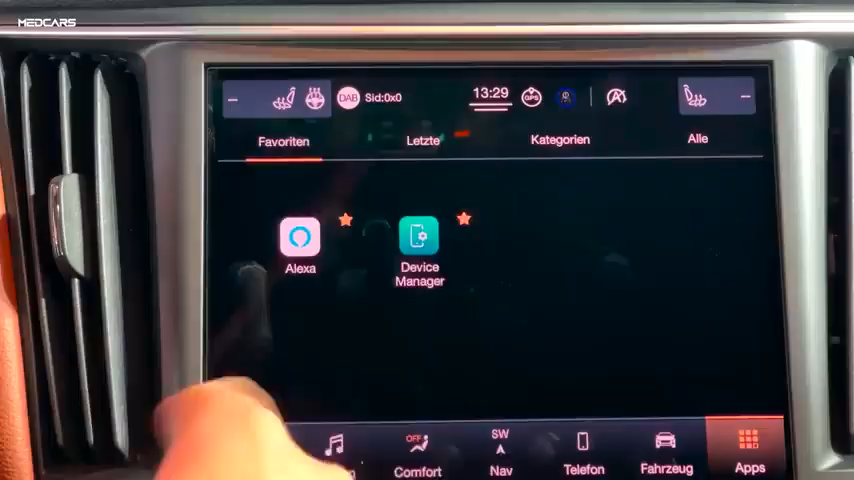 MEDCARS
DAB Sid:0x0 13:29 GPS
Favoriten Letzte Kategorien Alle
Alexa Device
Manager
OFF SW
Comfort Nav Telefon Fahrzeug Apps